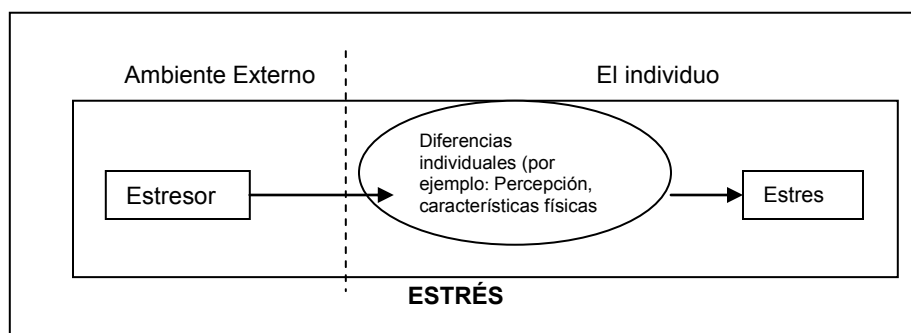 Ambiente Externo
El individuo
Diferencias
individuales (por
ejemplo: Percepción,
características físicas
Estresor
Estres
ESTRÉS